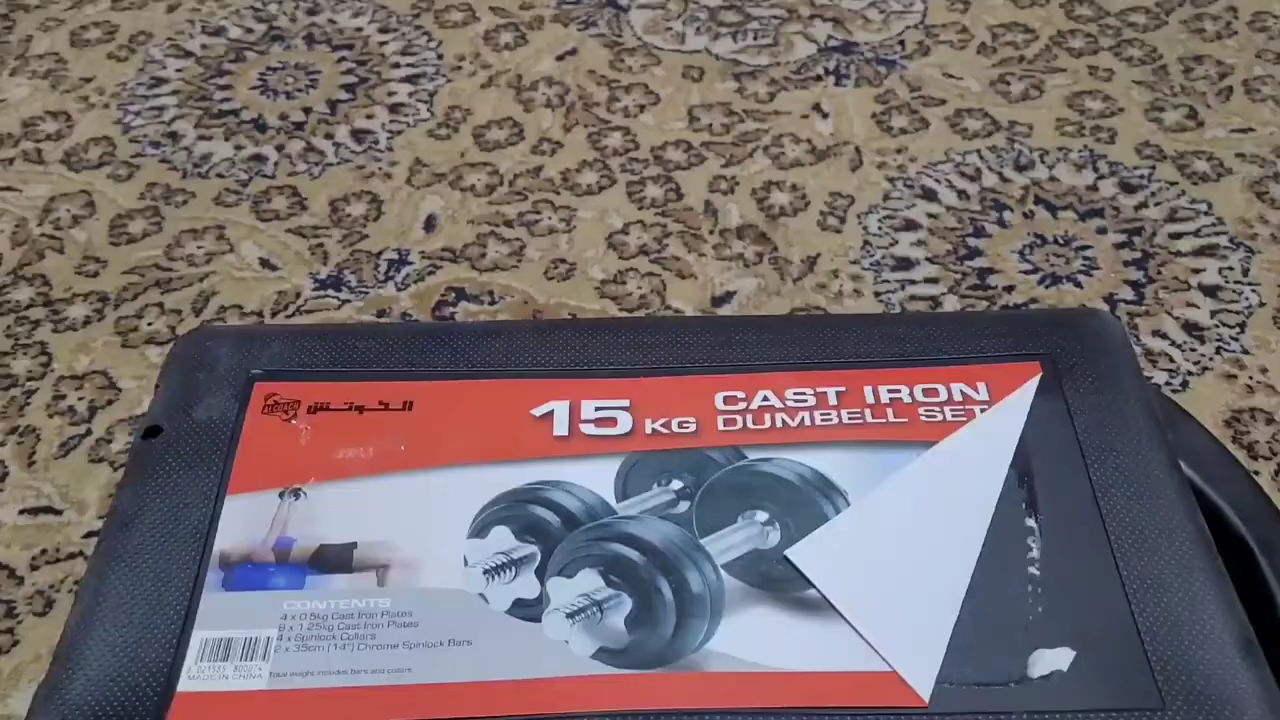 ALCOACH الكوتش
15 KG CAST IRON
DUMBELL SET
CONTENTS
4 x 0.5kg Cast Iron Plates
8 x 1.25kg Cast Iron Plates
4 x Spinlock Collars
2 x 35cm (14") Chrome Spinlock Bars
Total weight includes bars and collars
MADE IN CHINA